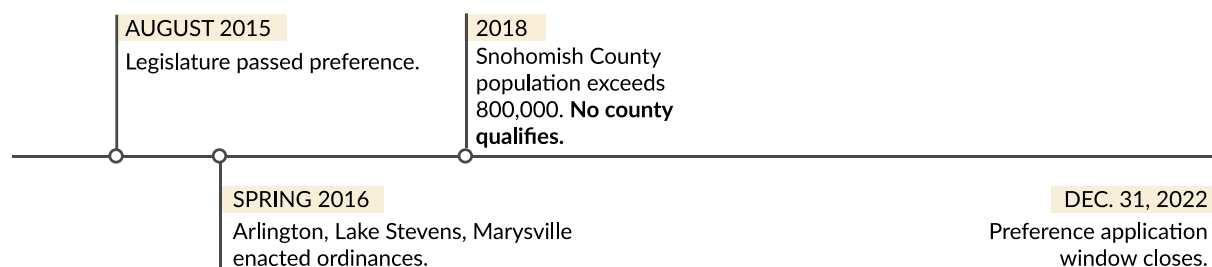 AUGUST 2015
Legislature passed preference.
2018
Snohomish County
population exceeds
800,000. No county
qualifies.
SPRING 2016
Arlington, Lake Stevens, Marysville
enacted ordinances.
DEC. 31, 2022
Preference application
window closes.